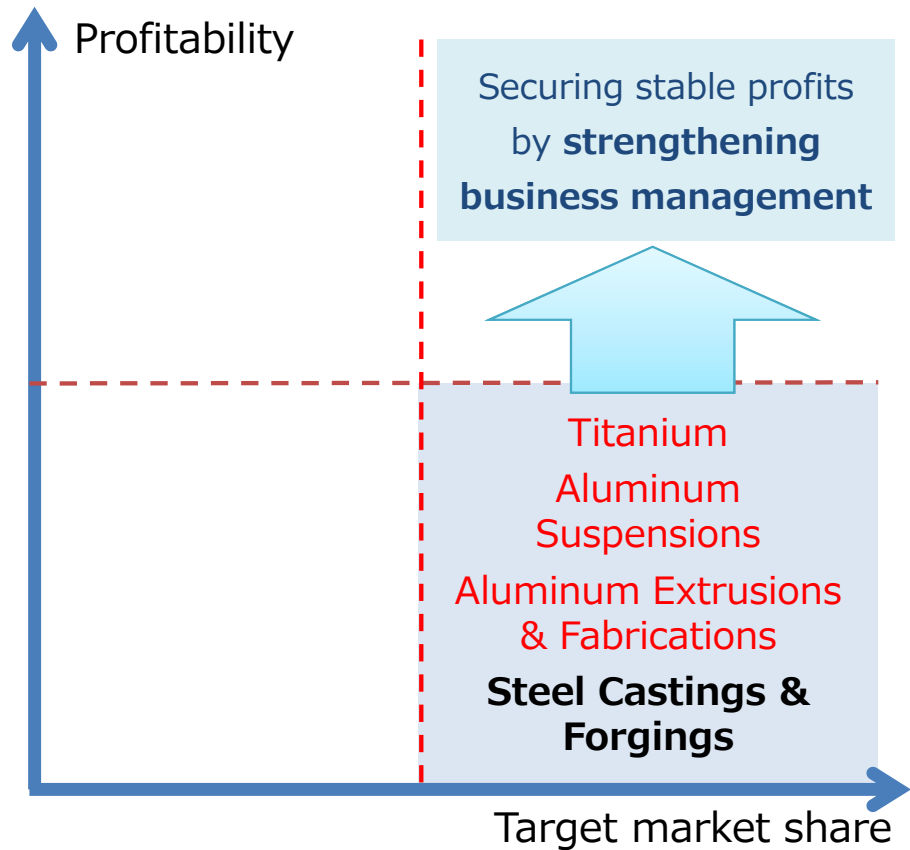 Profitability
Securing stable profits
by strengthening
business management
Titanium
Aluminum
Suspensions
Aluminum Extrusions
& Fabrications
Steel Castings &
Forgings
Target market share